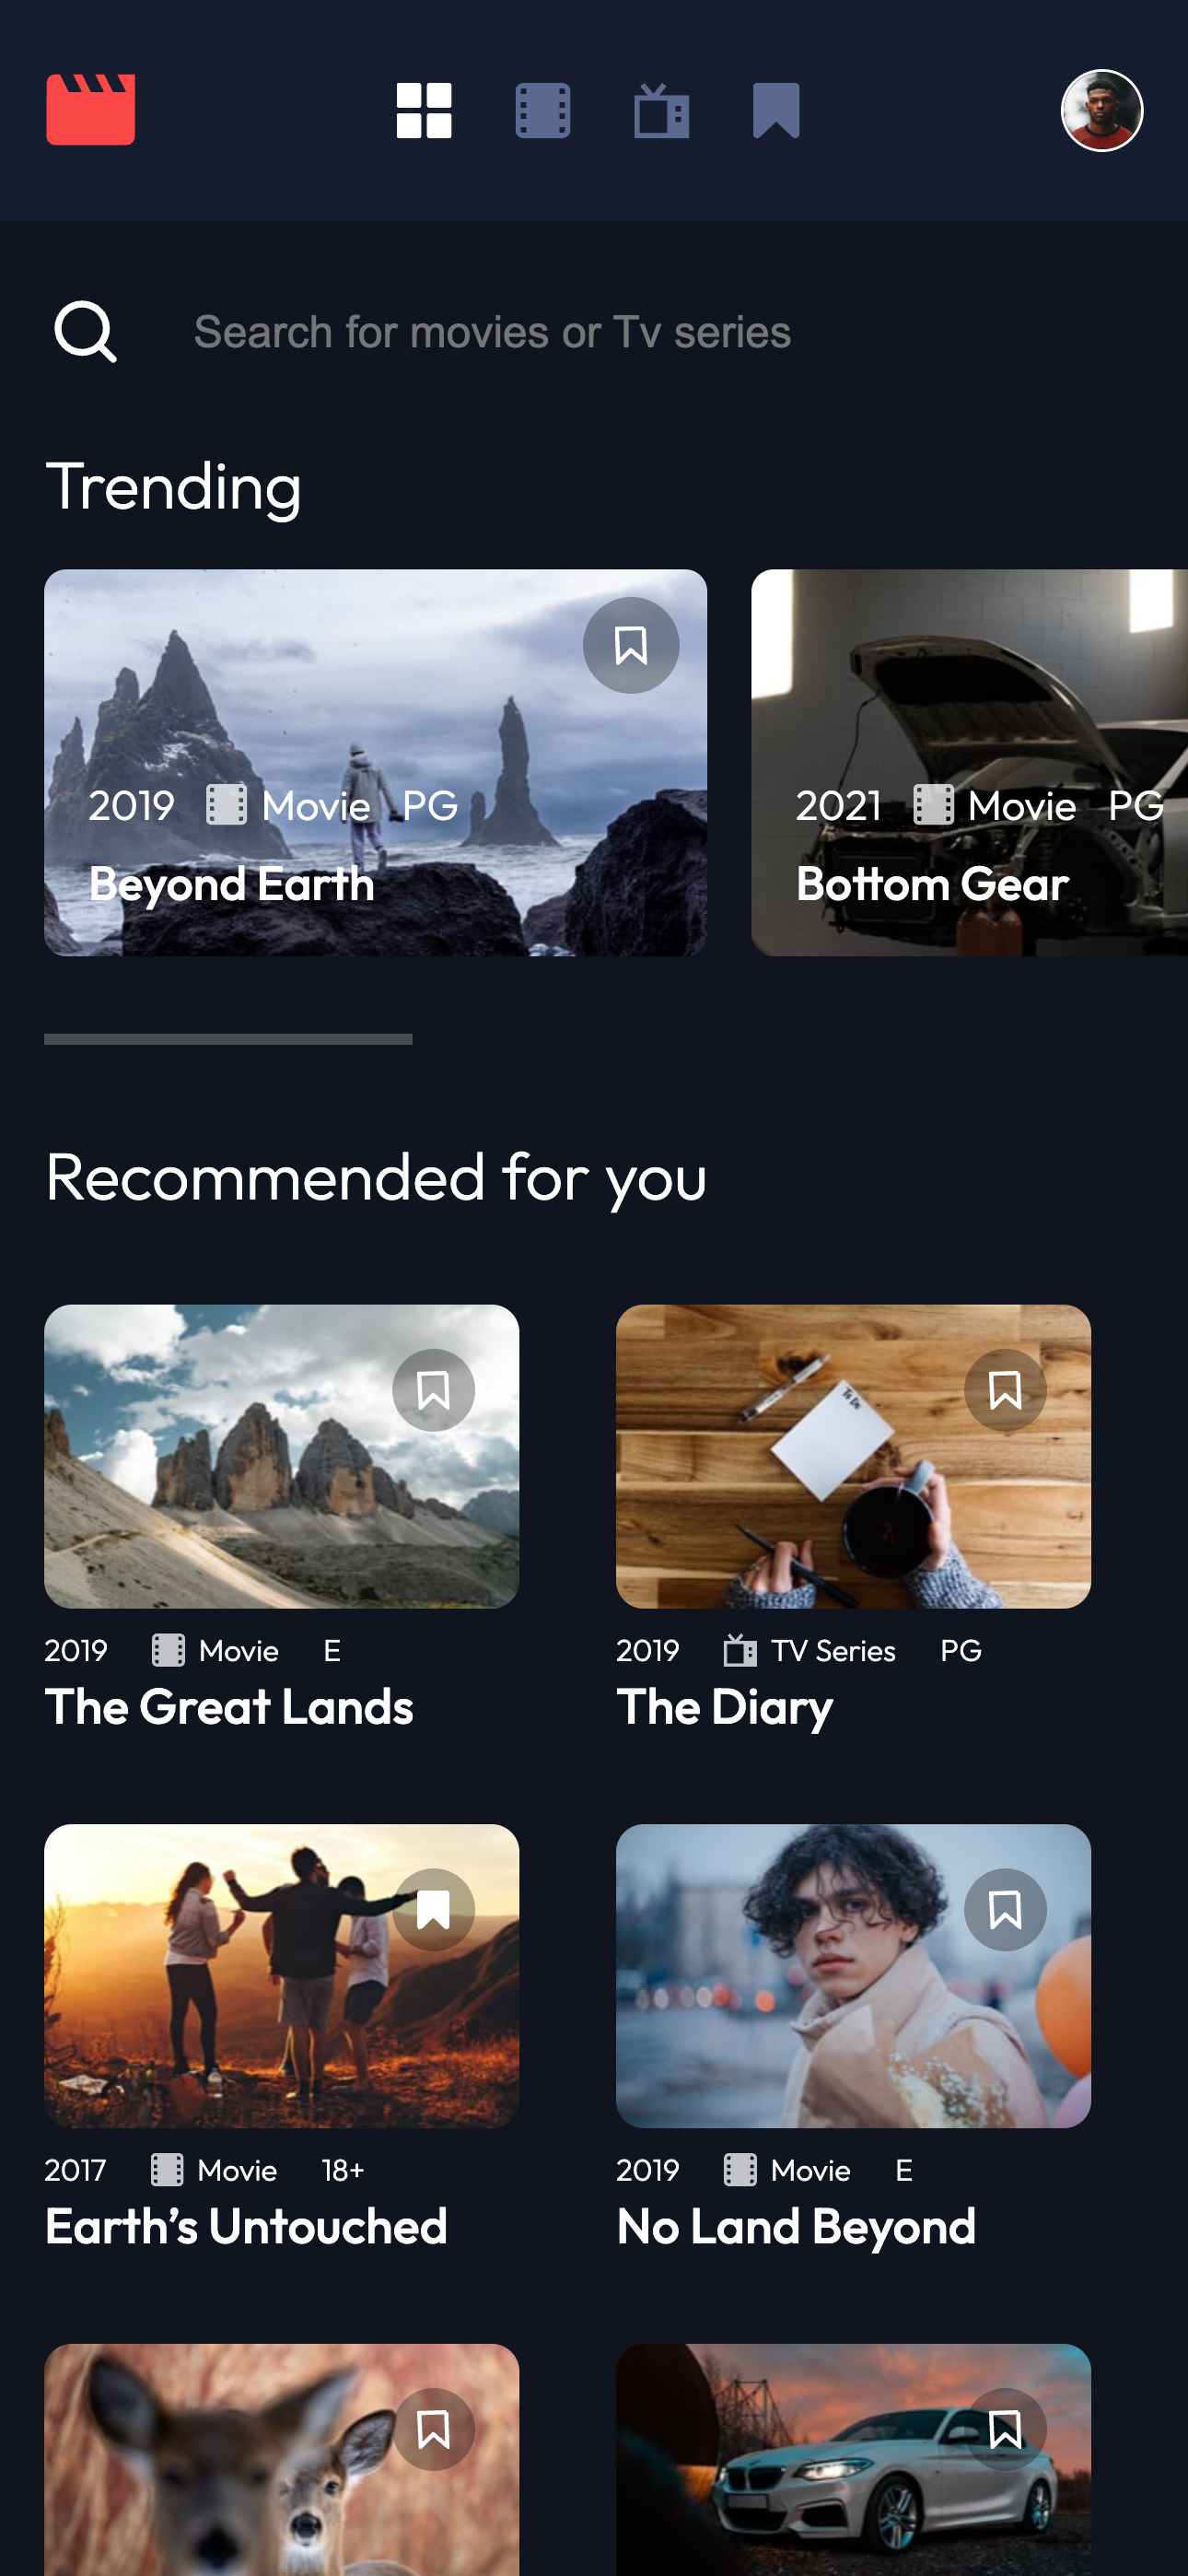 Search for movies or Tv series
Trending
2019 Movie PG
Beyond Earth
2021 Movie PG
Bottom Gear
Recommended for you
2019 Movie E
The Great Lands
2019 TV Series PG
The Diary
To Do
2017 Movie 18+
Earth’s Untouched
2019 Movie E
No Land Beyond